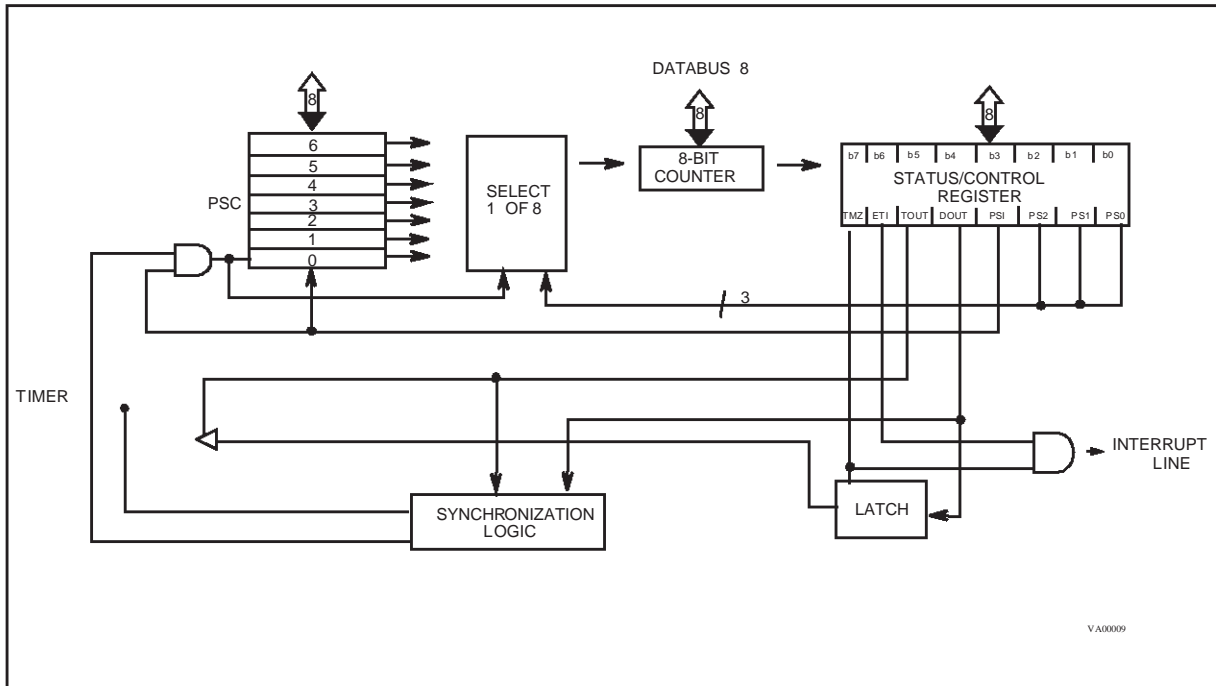 DATABUS 8
8
8
8
6
5
4
3
2
1
0
PSC
SELECT
1 OF 8
8-BIT
COUNTER
b7 b6 b5 b4 b3 b2 b1 b0
STATUS/CONTROL
REGISTER
TMZ ETI TOUT DOUT PSI PS2 PS1 PS0
3
TIMER
INTERRUPT
LINE
LATCH
SYNCHRONIZATION
LOGIC
VA00009